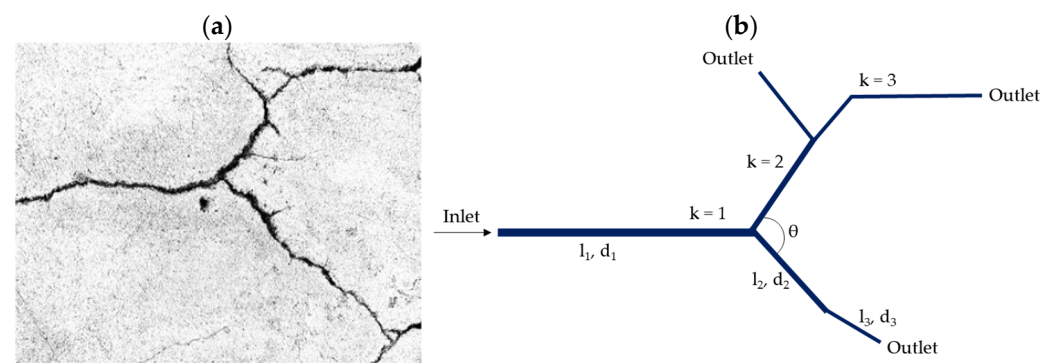 (a)
(b)
Outlet
k = 3
Outlet
k = 2
Inlet
k = 1
θ
l₁, d₁
l₂, d₂
l₃, d₃
Outlet